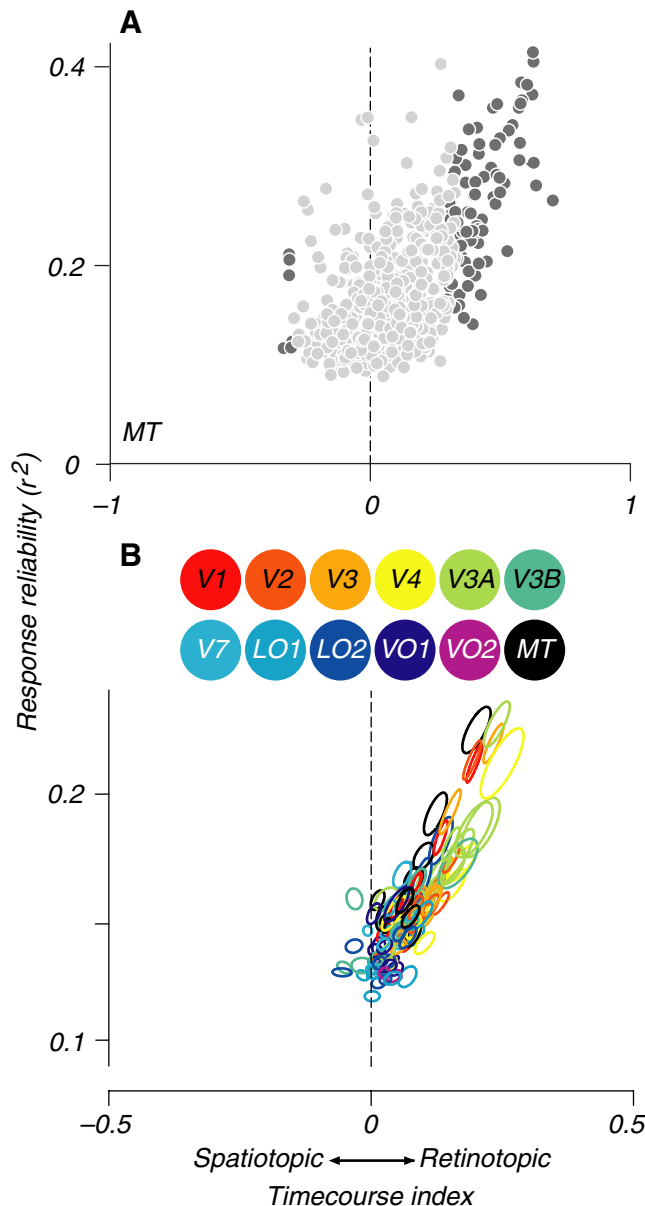 A
0.4
0.2
MT
0
−1
0
1
Response reliability (r²)
B
V1 V2 V3 V4 V3A V3B
V7 LO1 LO2 VO1 VO2 MT
0.2
0.1
−0.5
0
0.5
Spatiotopic Retinotopic
Timecourse index